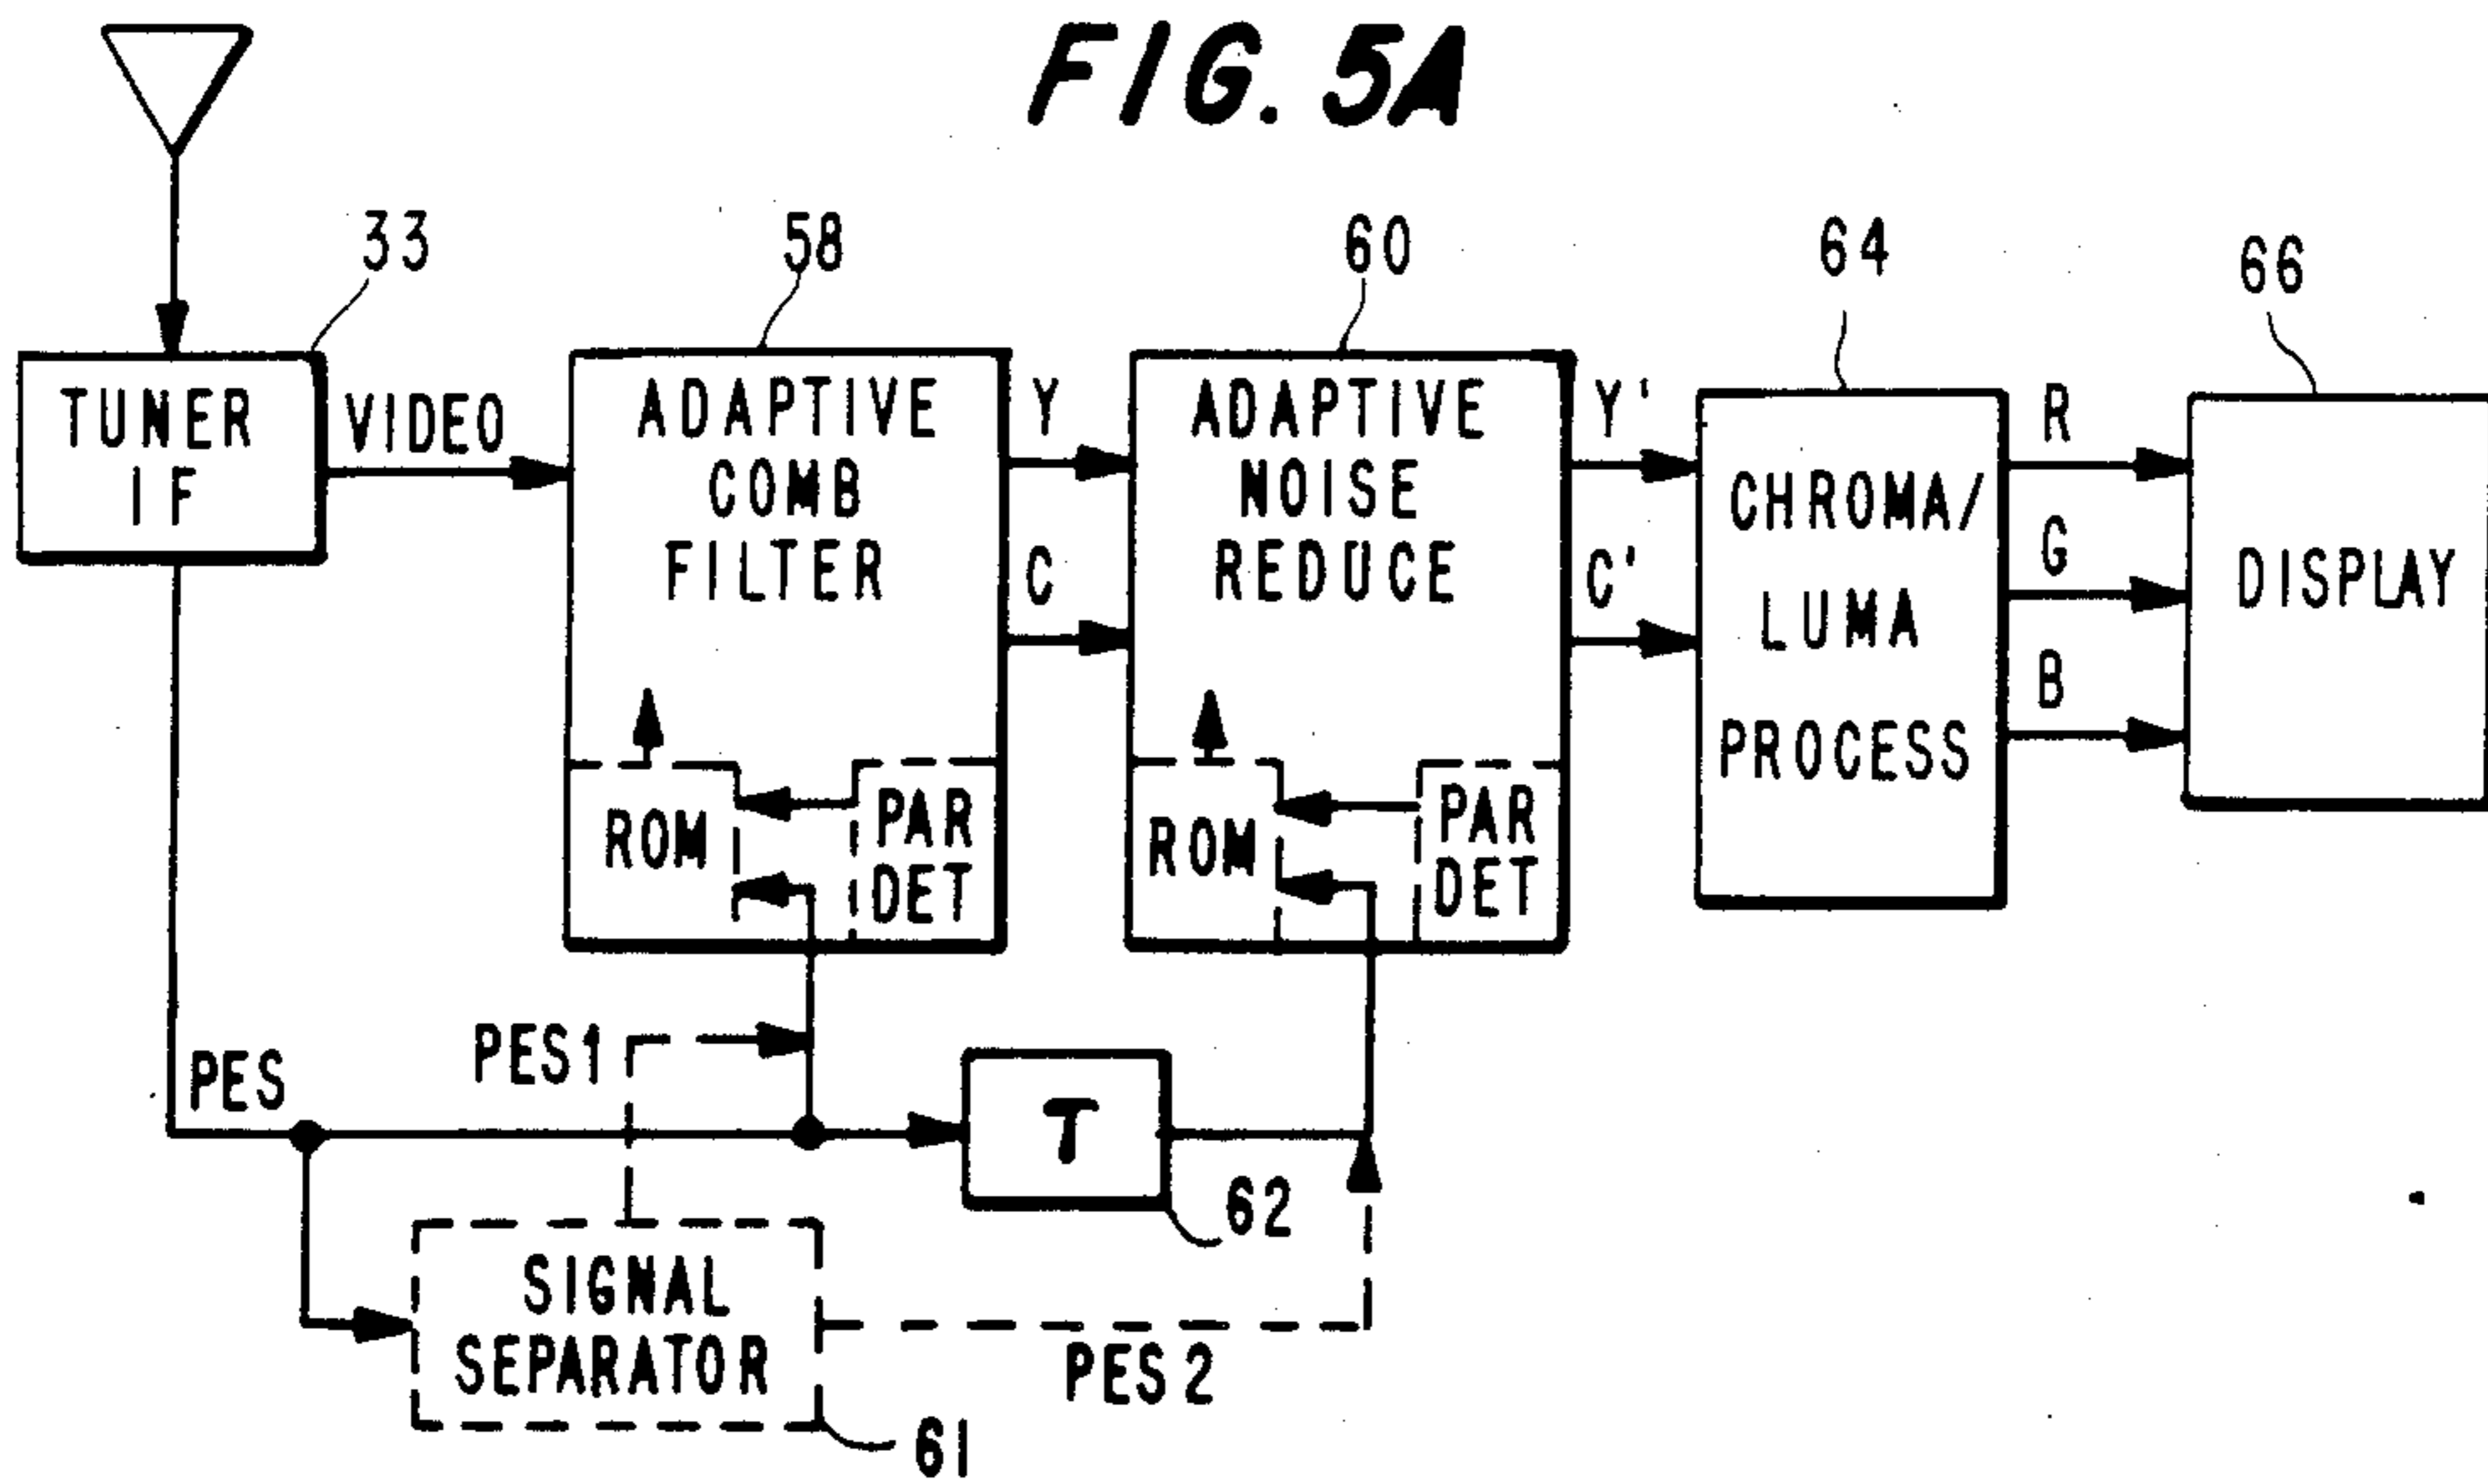 FIG. 5A
33
58
60
64
66
TUNER
IF
VIDEO
ADAPTIVE
COMB
FILTER
Y
C
ADAPTIVE
NOISE
REDUCE
Y'
C'
CHROMA/
LUMA
PROCESS
R
G
B
DISPLAY
ROM
PAR
DET
ROM
PAR
DET
PES
PES1
T
62
SIGNAL
SEPARATOR
PES2
61